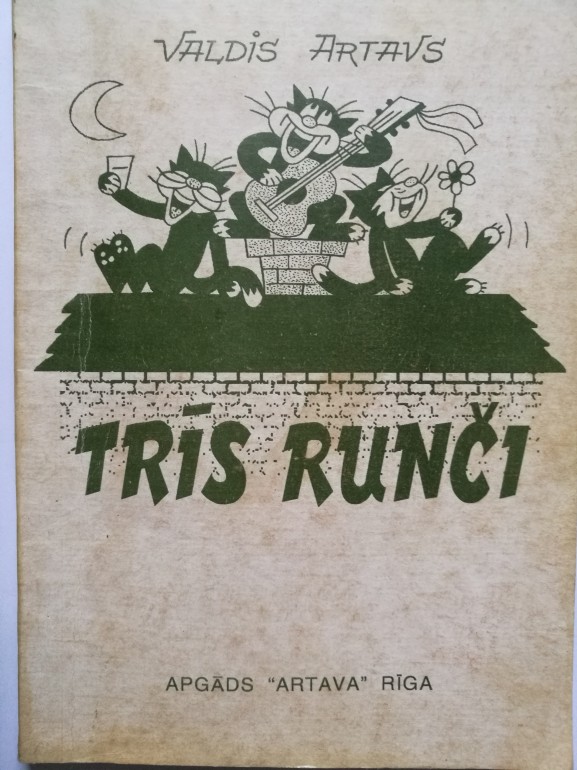 VALDIS ARTAVS
TRĪS RUNČI
APGĀDS "ARTAVA" RĪGA